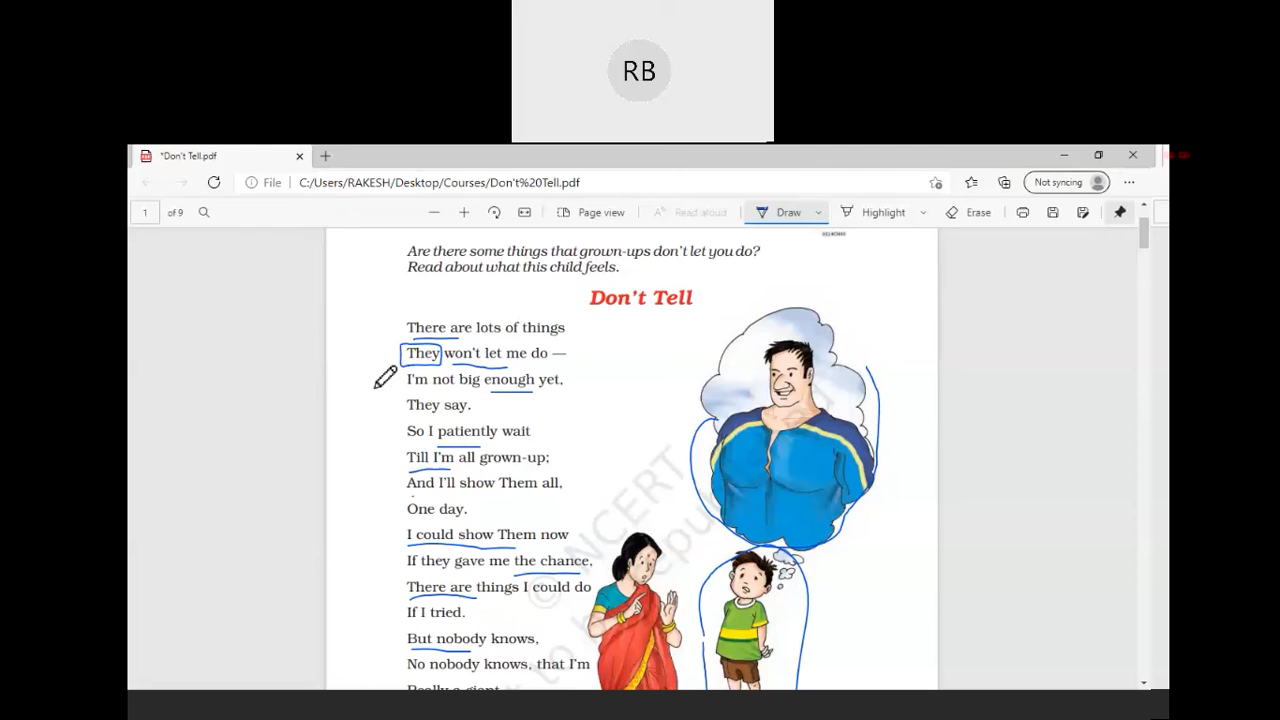 RB
*Don't Tell.pdf
File C:/Users/RAKESH/Desktop/Courses/Don't%20Tell.pdf Not syncing
1 of 9 Page view Read aloud Draw Highlight Erase
Are there some things that grown-ups don't let you do?
Read about what this child feels.
Don't Tell
There are lots of things
They won't let me do —
I'm not big enough yet,
They say.
So I patiently wait
Till I'm all grown-up;
And I'll show Them all,
One day.
I could show Them now
If they gave me the chance,
There are things I could do
If I tried.
But nobody knows,
No nobody knows, that I'm
Really a giant
© NCERT